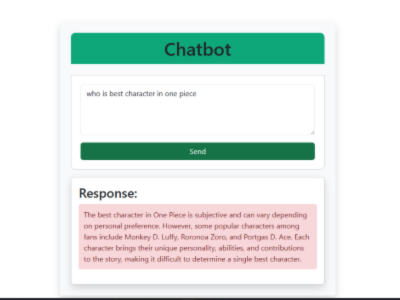 Chatbot
who is best character in one piece
Send
Response:
The best character in One Piece is subjective and can vary depending
on personal preference. However, some popular characters among
fans include Monkey D. Luffy, Roronoa Zoro, and Portgas D. Ace. Each
character brings their unique personality, abilities, and contributions
to the story, making it difficult to determine a single best character.